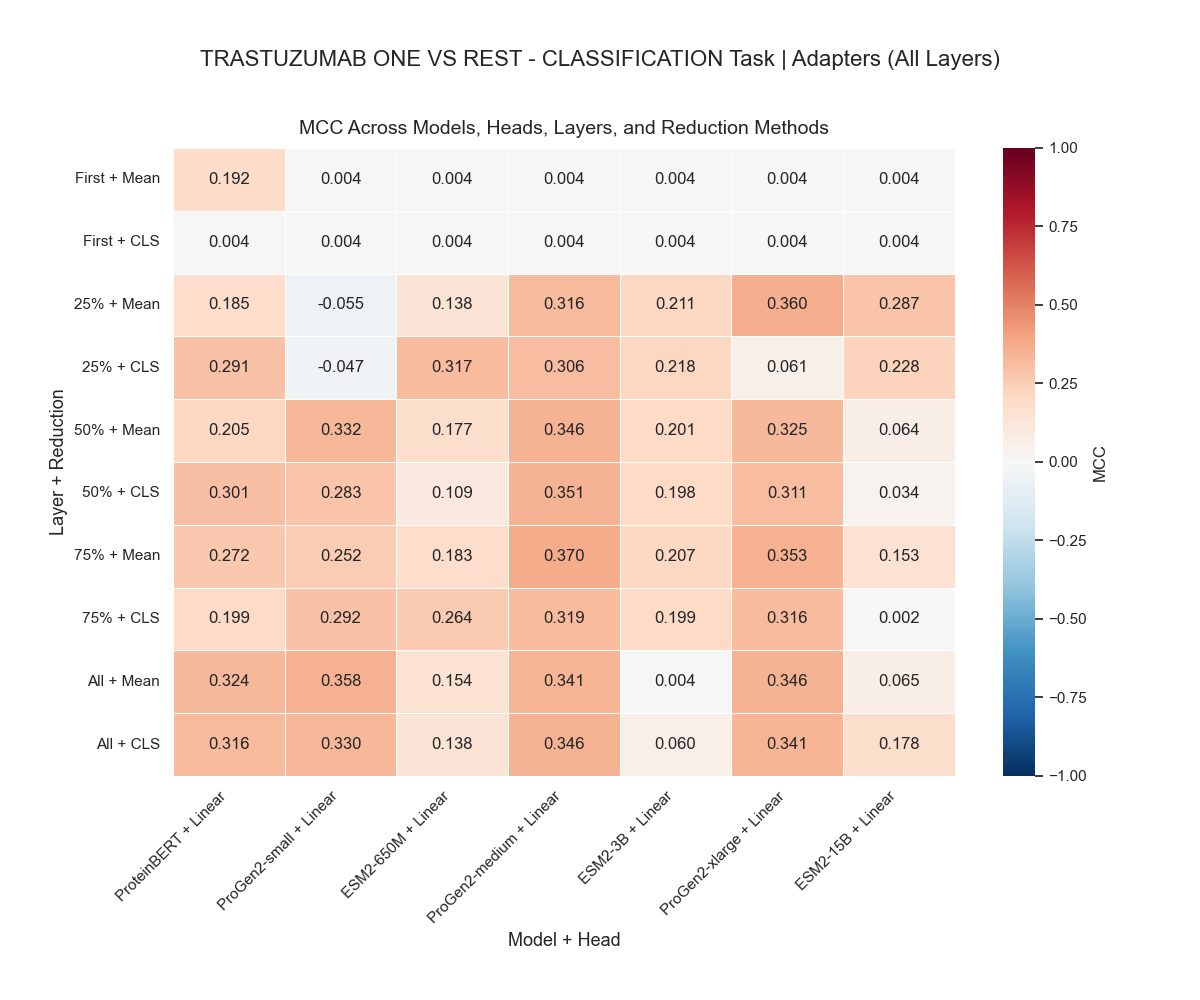 TRASTUZUMAB ONE VS REST - CLASSIFICATION Task | Adapters (All Layers)
MCC Across Models, Heads, Layers, and Reduction Methods
Layer + Reduction
First + Mean 0.192 0.004 0.004 0.004 0.004 0.004 0.004
First + CLS 0.004 0.004 0.004 0.004 0.004 0.004 0.004
25% + Mean 0.185 -0.055 0.138 0.316 0.211 0.360 0.287
25% + CLS 0.291 -0.047 0.317 0.306 0.218 0.061 0.228
50% + Mean 0.205 0.332 0.177 0.346 0.201 0.325 0.064
50% + CLS 0.301 0.283 0.109 0.351 0.198 0.311 0.034
75% + Mean 0.272 0.252 0.183 0.370 0.207 0.353 0.153
75% + CLS 0.199 0.292 0.264 0.319 0.199 0.316 0.002
All + Mean 0.324 0.358 0.154 0.341 0.004 0.346 0.065
All + CLS 0.316 0.330 0.138 0.346 0.060 0.341 0.178
ProteinBERT + Linear
ProGen2-small + Linear
ESM2-650M + Linear
ProGen2-medium + Linear
ESM2-3B + Linear
ProGen2-xlarge + Linear
ESM2-15B + Linear
Model + Head
1.00
0.75
0.50
0.25
0.00
−0.25
−0.50
−0.75
−1.00
MCC